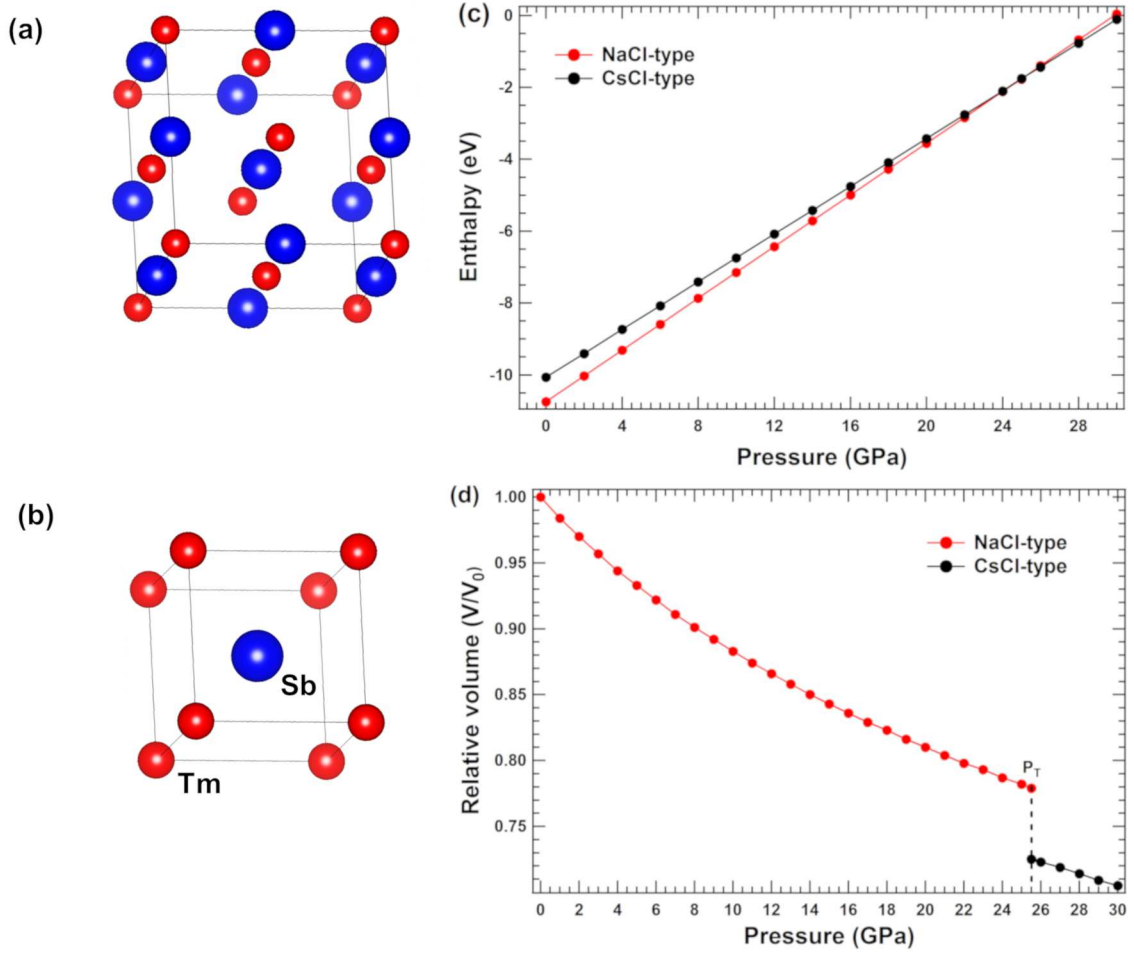 (a)
(b)
Sb
Tm
(c)
NaCl-type
CsCl-type
Enthalpy (eV)
0
-2
-4
-6
-8
-10
0 4 8 12 16 20 24 28
Pressure (GPa)
(d)
NaCl-type
CsCl-type
Relative volume (V/V0)
1.00
0.95
0.90
0.85
0.80
0.75
PT
0 2 4 6 8 10 12 14 16 18 20 22 24 26 28 30
Pressure (GPa)